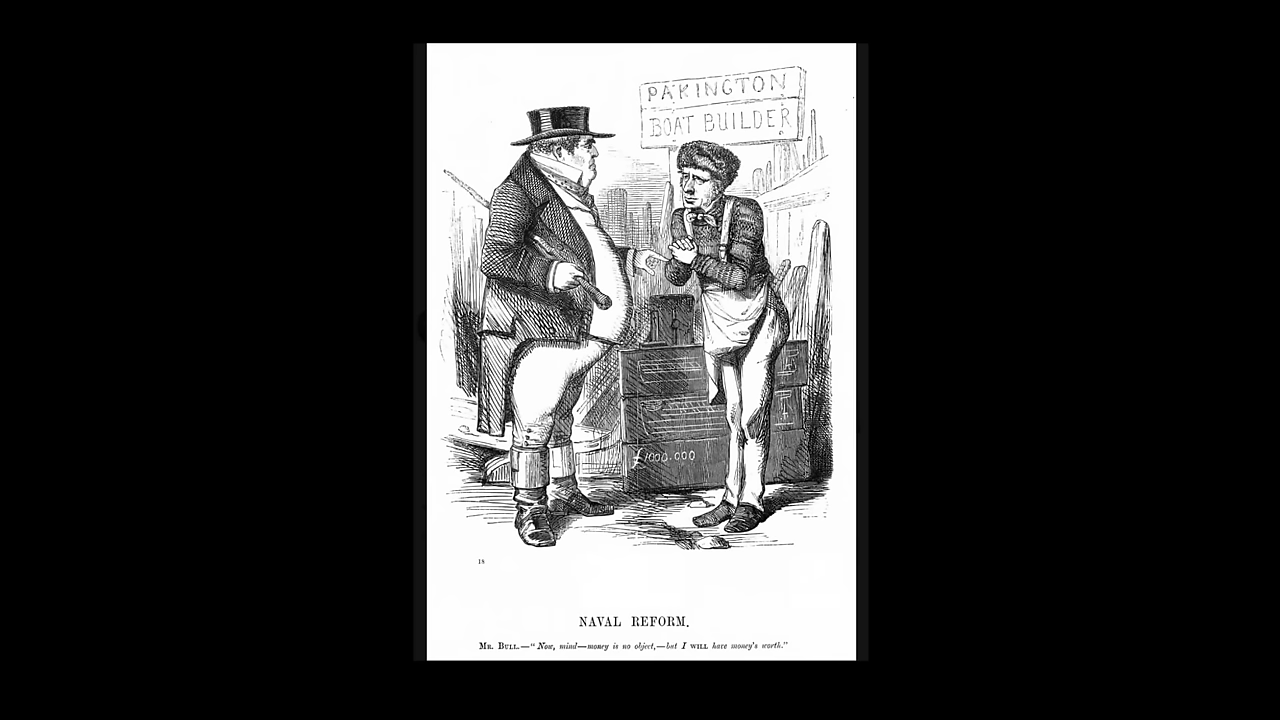 PAKINGTON
BOAT BUILDER
£1000.000
18
NAVAL REFORM.
MR. BULL.—"Now, mind—money is no object,—but I WILL have money's worth."